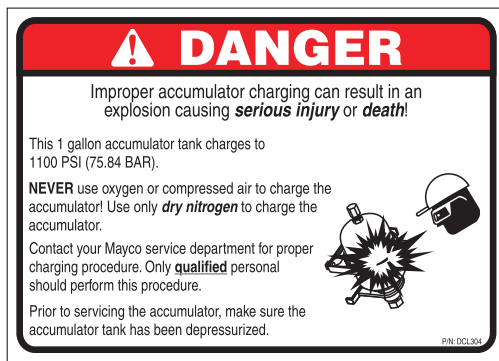 DANGER
Improper accumulator charging can result in an
explosion causing serious injury or death!
This 1 gallon accumulator tank charges to
1100 PSI (75.84 BAR).
NEVER use oxygen or compressed air to charge the
accumulator! Use only dry nitrogen to charge the
accumulator.
Contact your Mayco service department for proper
charging procedure. Only qualified personal
should perform this procedure.
Prior to servicing the accumulator, make sure the
accumulator tank has been depressurized.
P/N: DCL304